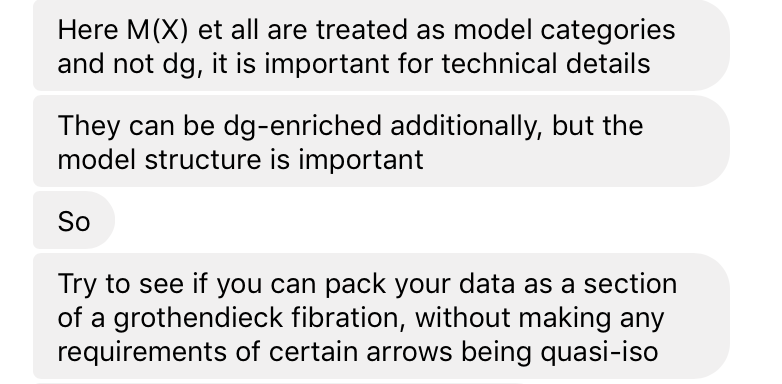 Here M(X) et all are treated as model categories
and not dg, it is important for technical details
They can be dg-enriched additionally, but the
model structure is important
So
Try to see if you can pack your data as a section
of a grothendieck fibration, without making any
requirements of certain arrows being quasi-iso